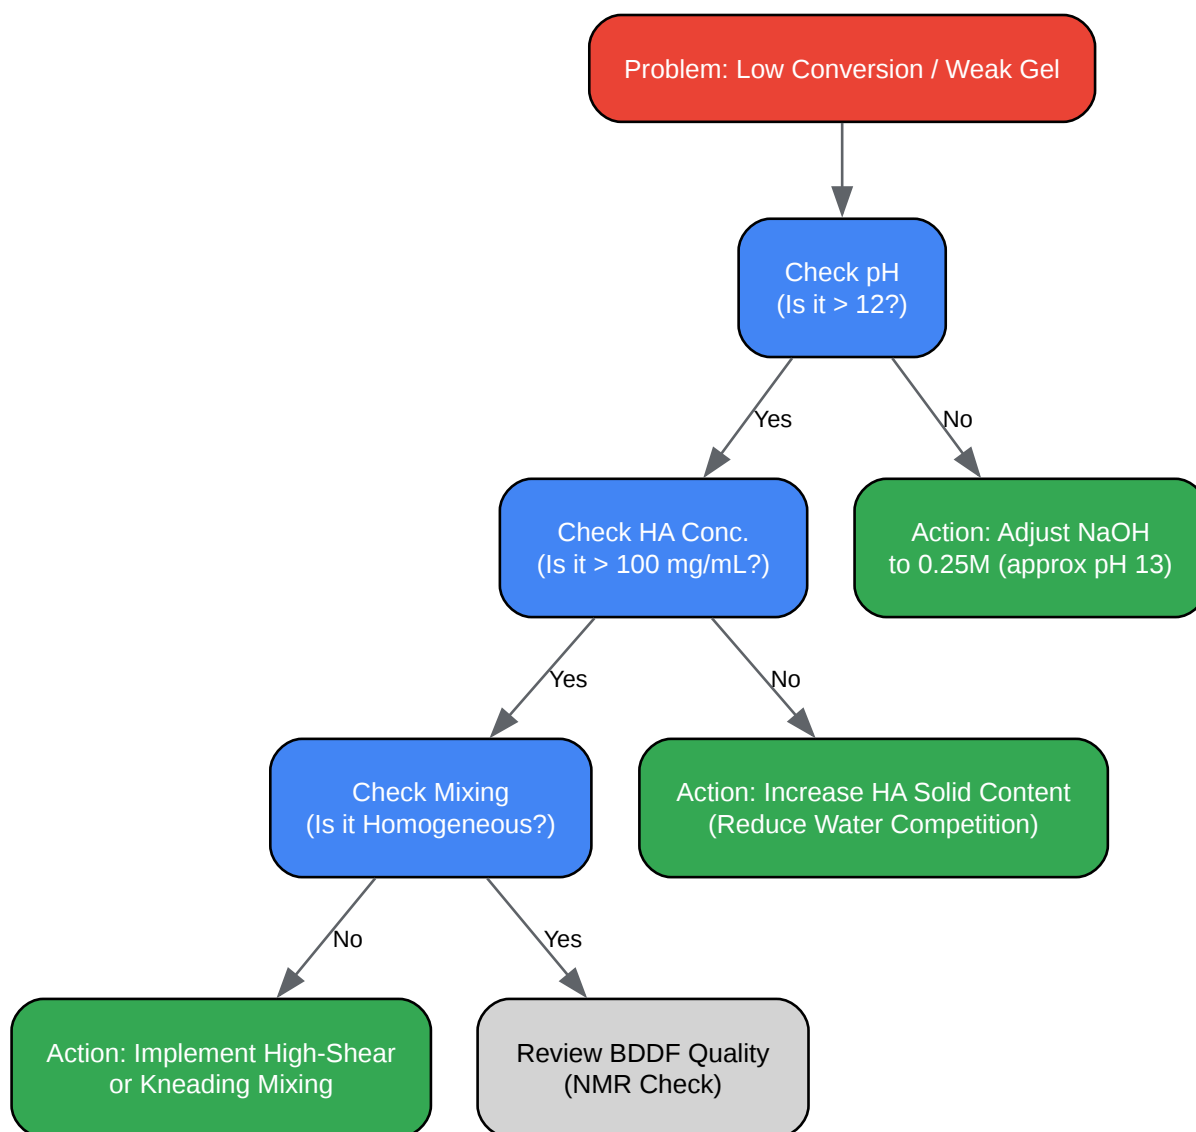 Problem: Low Conversion / Weak Gel
Check pH
(Is it > 12?)
Yes
No
Check HA Conc.
(Is it > 100 mg/mL?)
Action: Adjust NaOH
to 0.25M (approx pH 13)
Yes
No
Check Mixing
(Is it Homogeneous?)
Action: Increase HA Solid Content
(Reduce Water Competition)
No
Yes
Action: Implement High-Shear
or Kneading Mixing
Review BDDF Quality
(NMR Check)